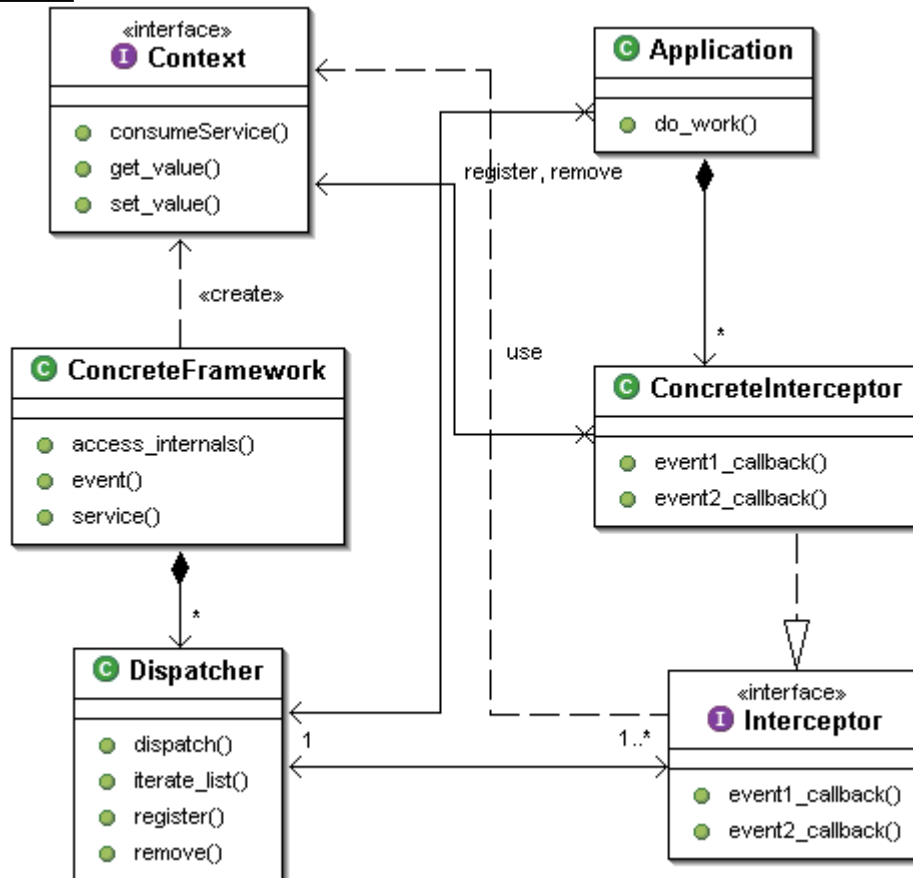 «interface»
I Context
consumeService()
get_value()
set_value()
C Application
do_work()
register, remove
«create»
use
*
C ConcreteFramework
access_internals()
event()
service()
C ConcreteInterceptor
event1_callback()
event2_callback()
*
C Dispatcher
dispatch()
iterate_list()
register()
remove()
1
1..*
«interface»
I Interceptor
event1_callback()
event2_callback()